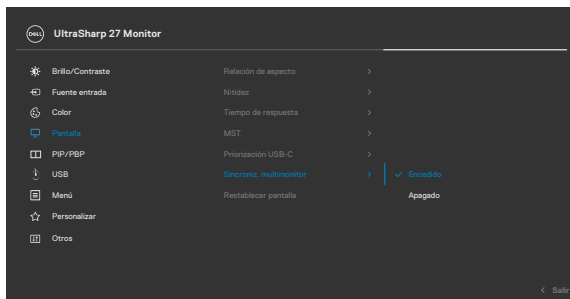 DELL UltraSharp 27 Monitor
Brillo/Contraste Relación de aspecto
Fuente entrada Nitidez
Color Tiempo de respuesta
Pantalla MST
PIP/PBP Priorización USB-C
USB Sincroniz. multimonitor Encedido
Menú Restablecer pantalla Apagado
Personalizar
Otros
Salir